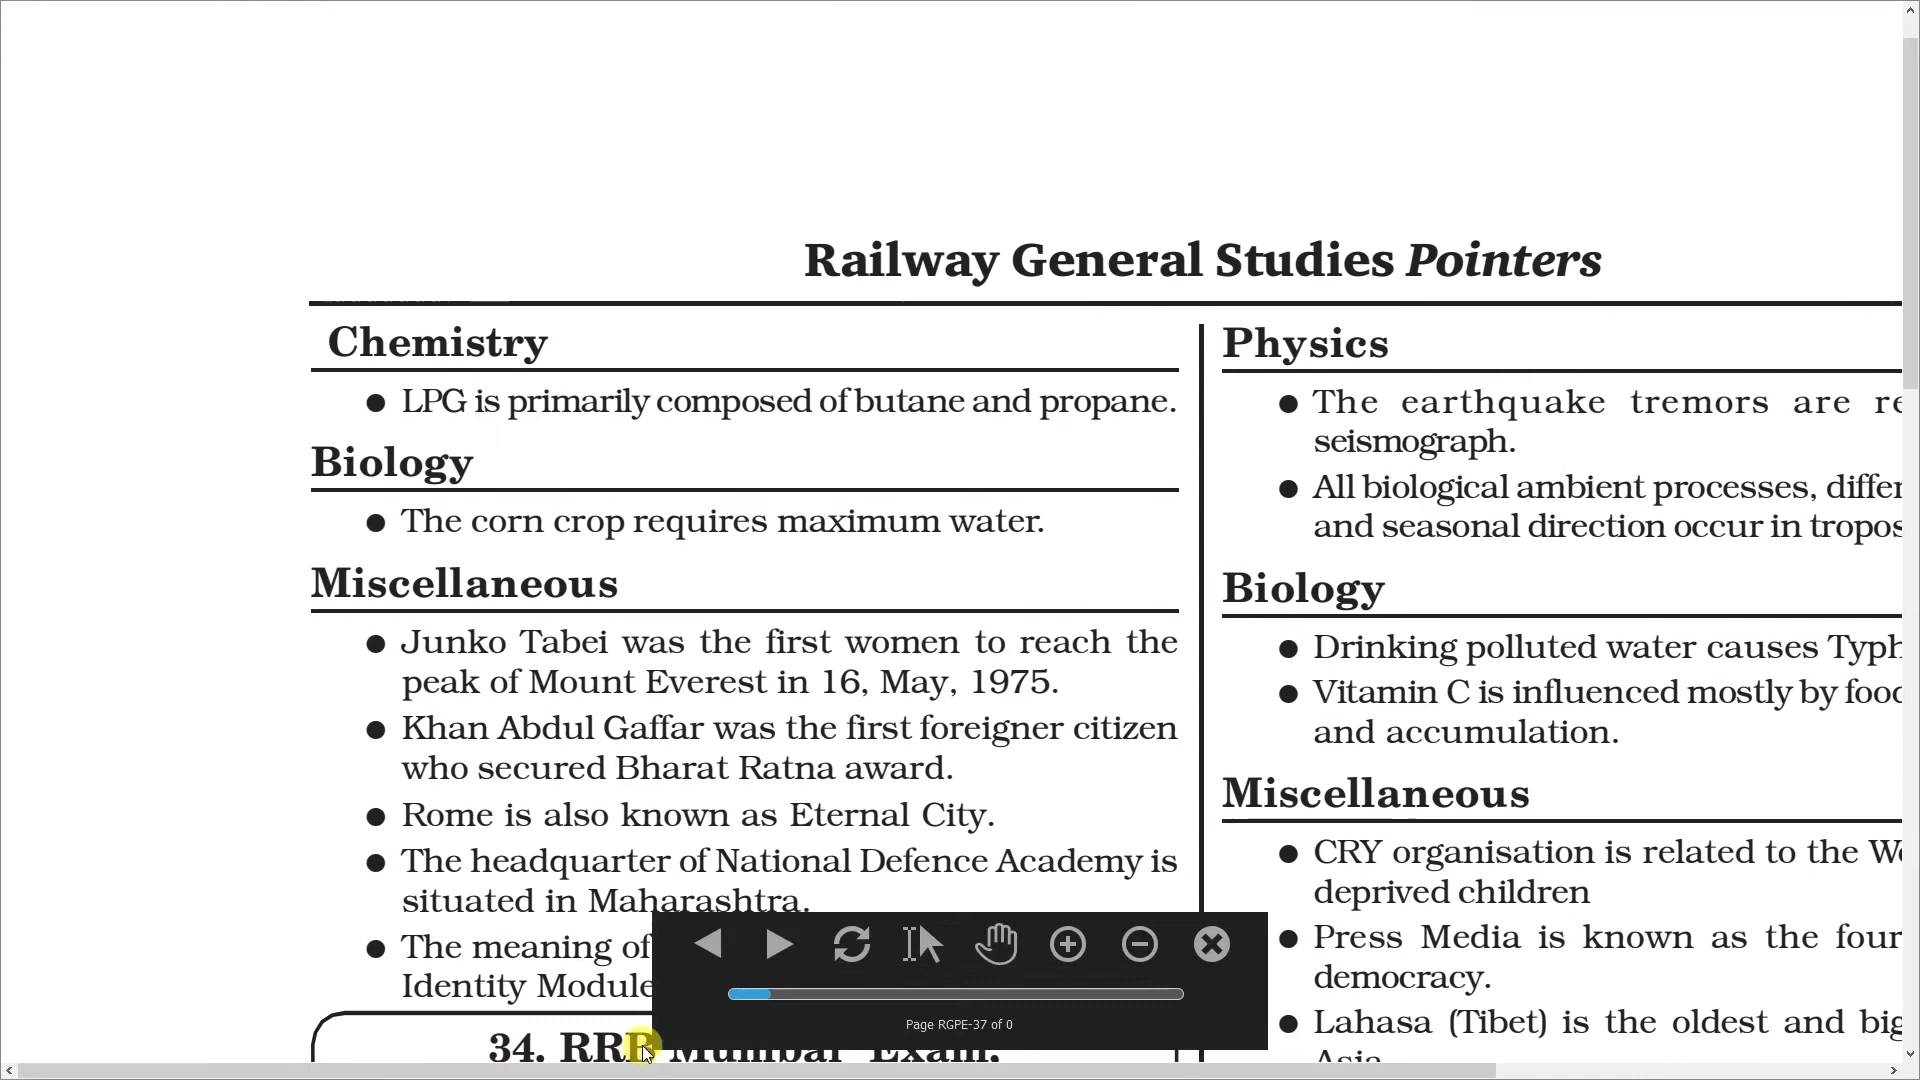 Railway General Studies Pointers
Chemistry
● LPG is primarily composed of butane and propane.
Biology
● The corn crop requires maximum water.
Miscellaneous
● Junko Tabei was the first women to reach the
peak of Mount Everest in 16, May, 1975.
● Khan Abdul Gaffar was the first foreigner citizen
who secured Bharat Ratna award.
● Rome is also known as Eternal City.
● The headquarter of National Defence Academy is
situated in Maharashtra.
● The meaning of
Identity Module
34. RRB Mumbai Exam,
Physics
● The earthquake tremors are re
seismograph.
● All biological ambient processes, differ
and seasonal direction occur in tropos
Biology
● Drinking polluted water causes Typh
● Vitamin C is influenced mostly by food
and accumulation.
Miscellaneous
● CRY organisation is related to the We
deprived children
● Press Media is known as the four
democracy.
● Lahasa (Tibet) is the oldest and big
Asia
Page RGPE-37 of 0